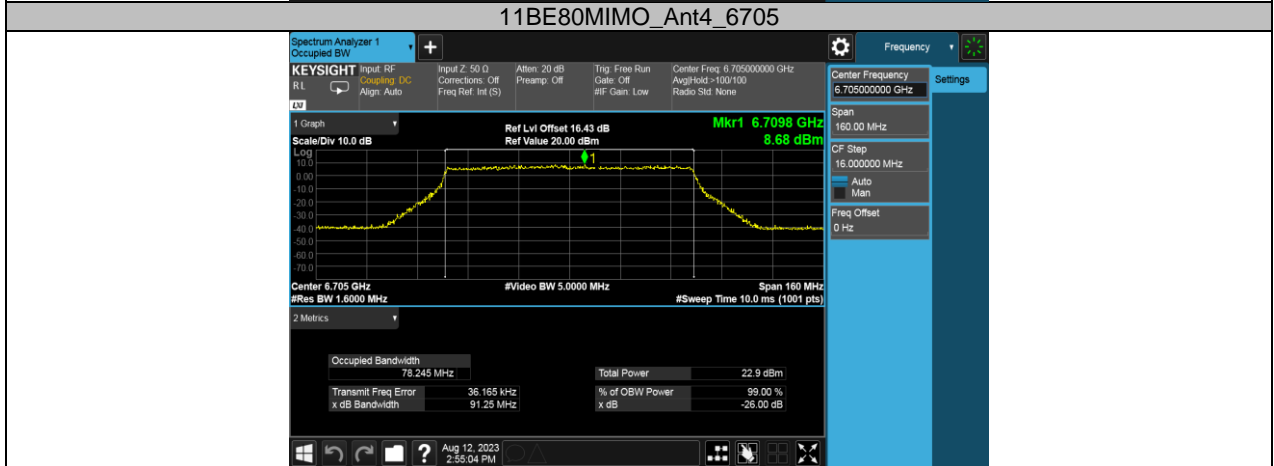 11BE80MIMO_Ant4_6705
Spectrum Analyzer 1
Occupied BW
Frequency
KEYSIGHT
RL
LXI
Input: RF
Coupling: DC
Align: Auto
Input Z: 50 Ω
Corrections: Off
Freq Ref: Int (S)
Atten: 20 dB
Preamp: Off
Trig: Free Run
Gate: Off
#IF Gain: Low
Center Freq: 6.705000000 GHz
Avg|Hold:>100/100
Radio Std: None
Center Frequency
6.705000000 GHz
Settings
Span
160.00 MHz
CF Step
16.000000 MHz
Auto
Man
Freq Offset
0 Hz
1 Graph
Scale/Div 10.0 dB
Ref Lvl Offset 16.43 dB
Ref Value 20.00 dBm
Mkr1 6.7098 GHz
8.68 dBm
Log
10.0
0.00
-10.0
-20.0
-30.0
-40.0
-50.0
-60.0
-70.0
1
Center 6.705 GHz
#Video BW 5.0000 MHz
Span 160 MHz
#Res BW 1.6000 MHz
#Sweep Time 10.0 ms (1001 pts)
2 Metrics
Occupied Bandwidth
78.245 MHz
Total Power 22.9 dBm
Transmit Freq Error 36.165 kHz
% of OBW Power 99.00 %
x dB Bandwidth 91.25 MHz
x dB -26.00 dB
?
Aug 12, 2023
2:55:04 PM